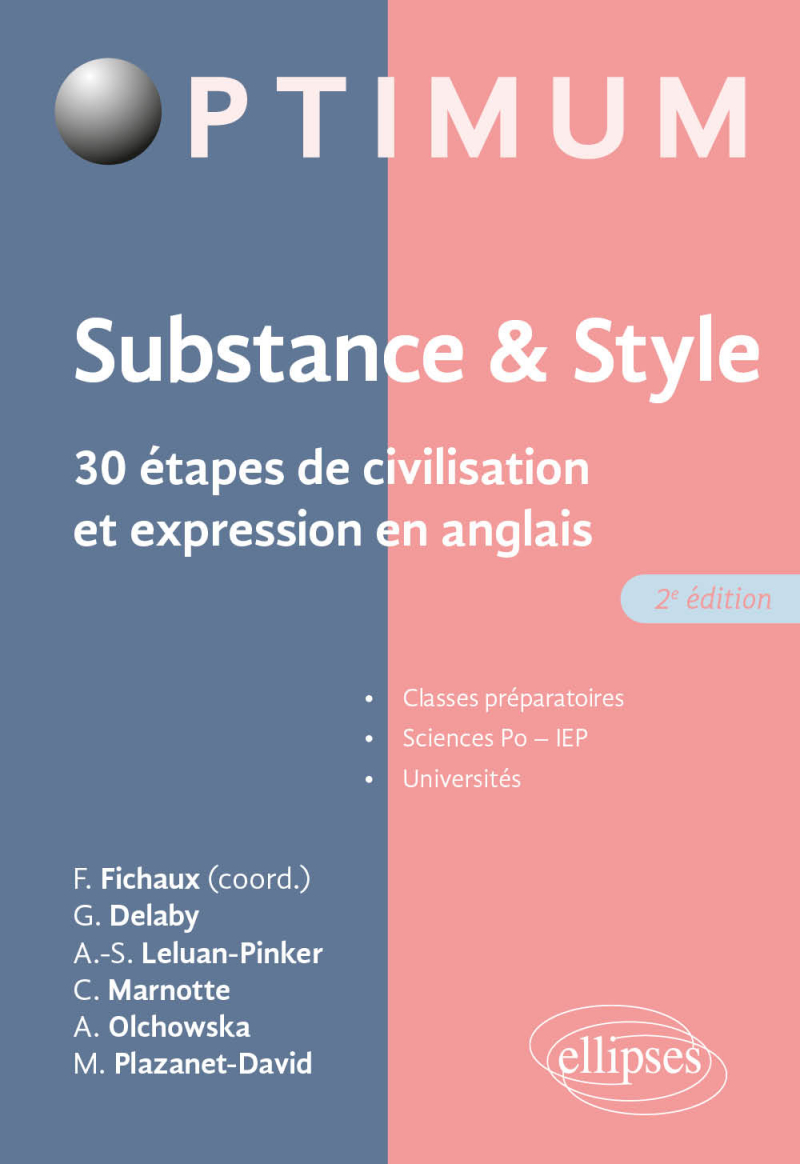 OPTIMUM
Substance & Style
30 étapes de civilisation
et expression en anglais
2e édition
• Classes préparatoires
• Sciences Po – IEP
• Universités
F. Fichaux (coord.)
G. Delaby
A.-S. Leluan-Pinker
C. Marnotte
A. Olchowska
M. Plazanet-David
ellipses